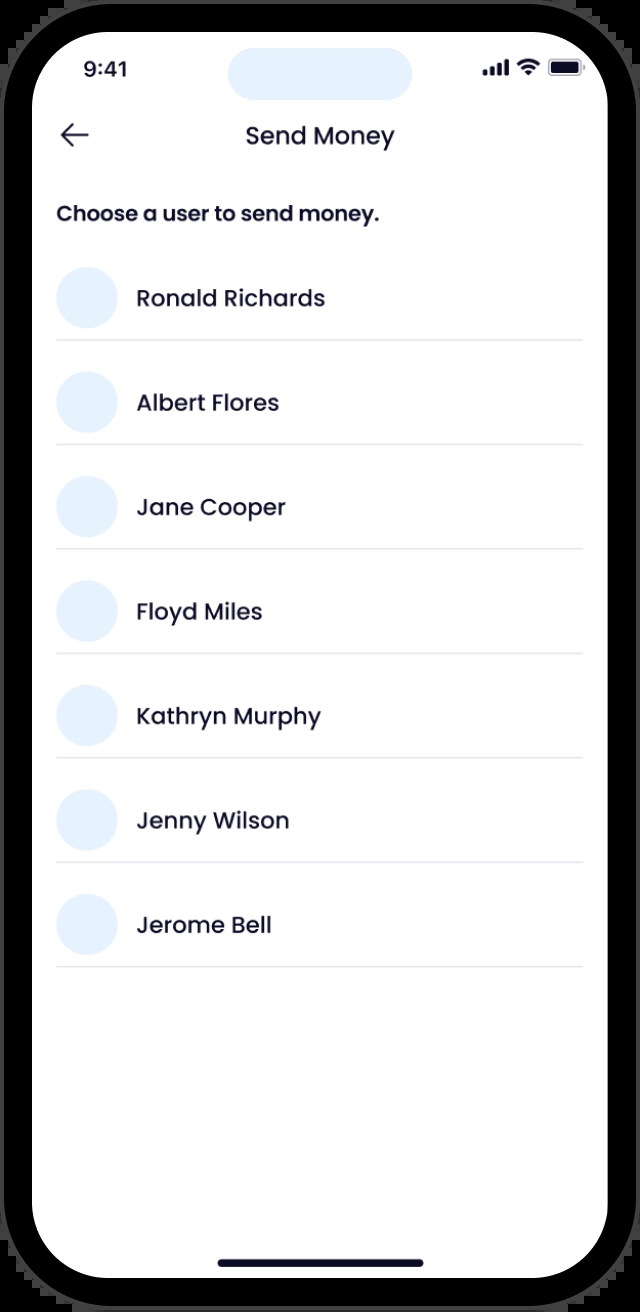 9:41
Send Money
Choose a user to send money.
Ronald Richards
Albert Flores
Jane Cooper
Floyd Miles
Kathryn Murphy
Jenny Wilson
Jerome Bell